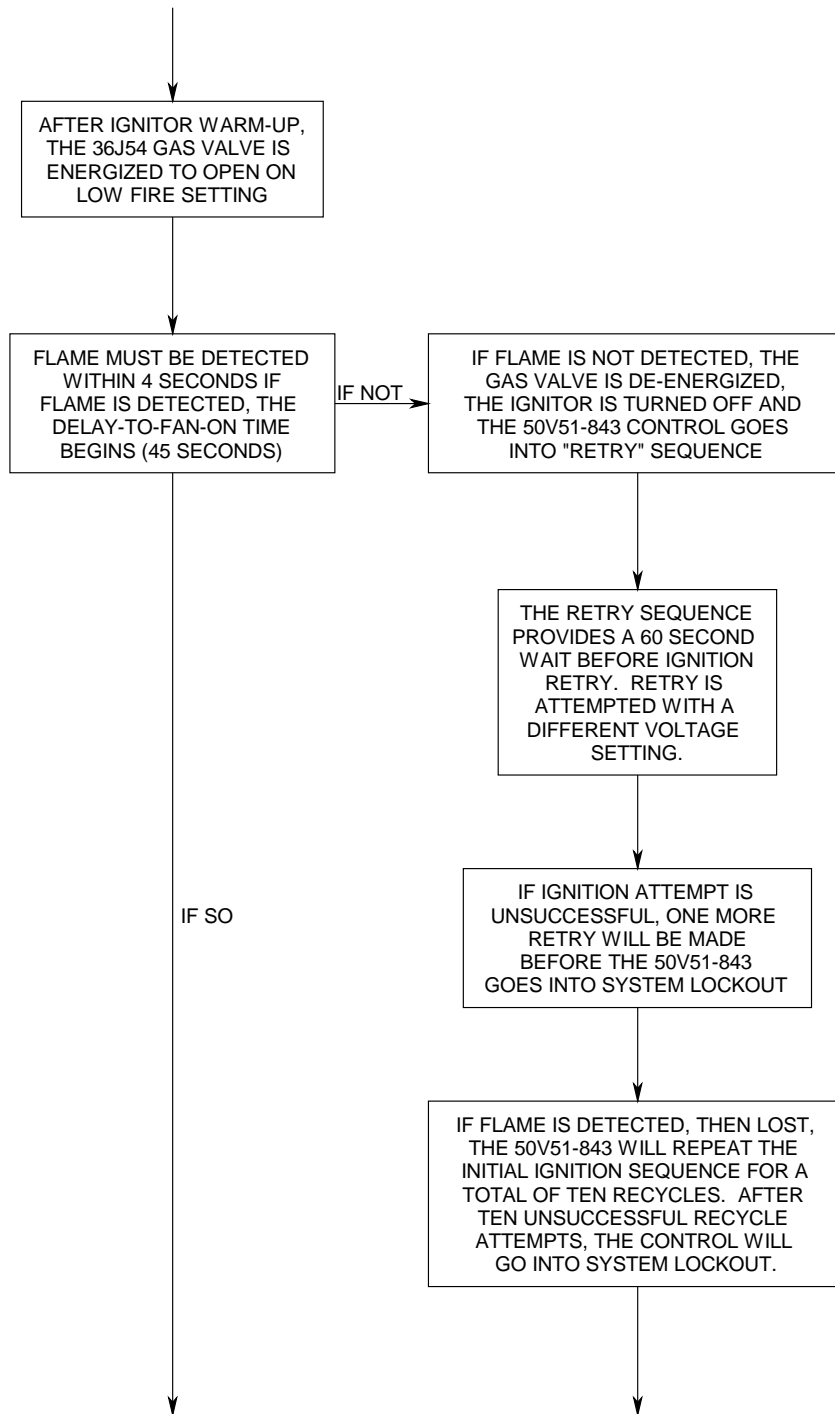 AFTER IGNITOR WARM-UP,
THE 36J54 GAS VALVE IS
ENERGIZED TO OPEN ON
LOW FIRE SETTING
FLAME MUST BE DETECTED
WITHIN 4 SECONDS IF
FLAME IS DETECTED, THE
DELAY-TO-FAN-ON TIME
BEGINS (45 SECONDS)
IF NOT
IF FLAME IS NOT DETECTED, THE
GAS VALVE IS DE-ENERGIZED,
THE IGNITOR IS TURNED OFF AND
THE 50V51-843 CONTROL GOES
INTO "RETRY" SEQUENCE
THE RETRY SEQUENCE
PROVIDES A 60 SECOND
WAIT BEFORE IGNITION
RETRY. RETRY IS
ATTEMPTED WITH A
DIFFERENT VOLTAGE
SETTING.
IF SO
IF IGNITION ATTEMPT IS
UNSUCCESSFUL, ONE MORE
RETRY WILL BE MADE
BEFORE THE 50V51-843
GOES INTO SYSTEM LOCKOUT
IF FLAME IS DETECTED, THEN LOST,
THE 50V51-843 WILL REPEAT THE
INITIAL IGNITION SEQUENCE FOR A
TOTAL OF TEN RECYCLES. AFTER
TEN UNSUCCESSFUL RECYCLE
ATTEMPTS, THE CONTROL WILL
GO INTO SYSTEM LOCKOUT.